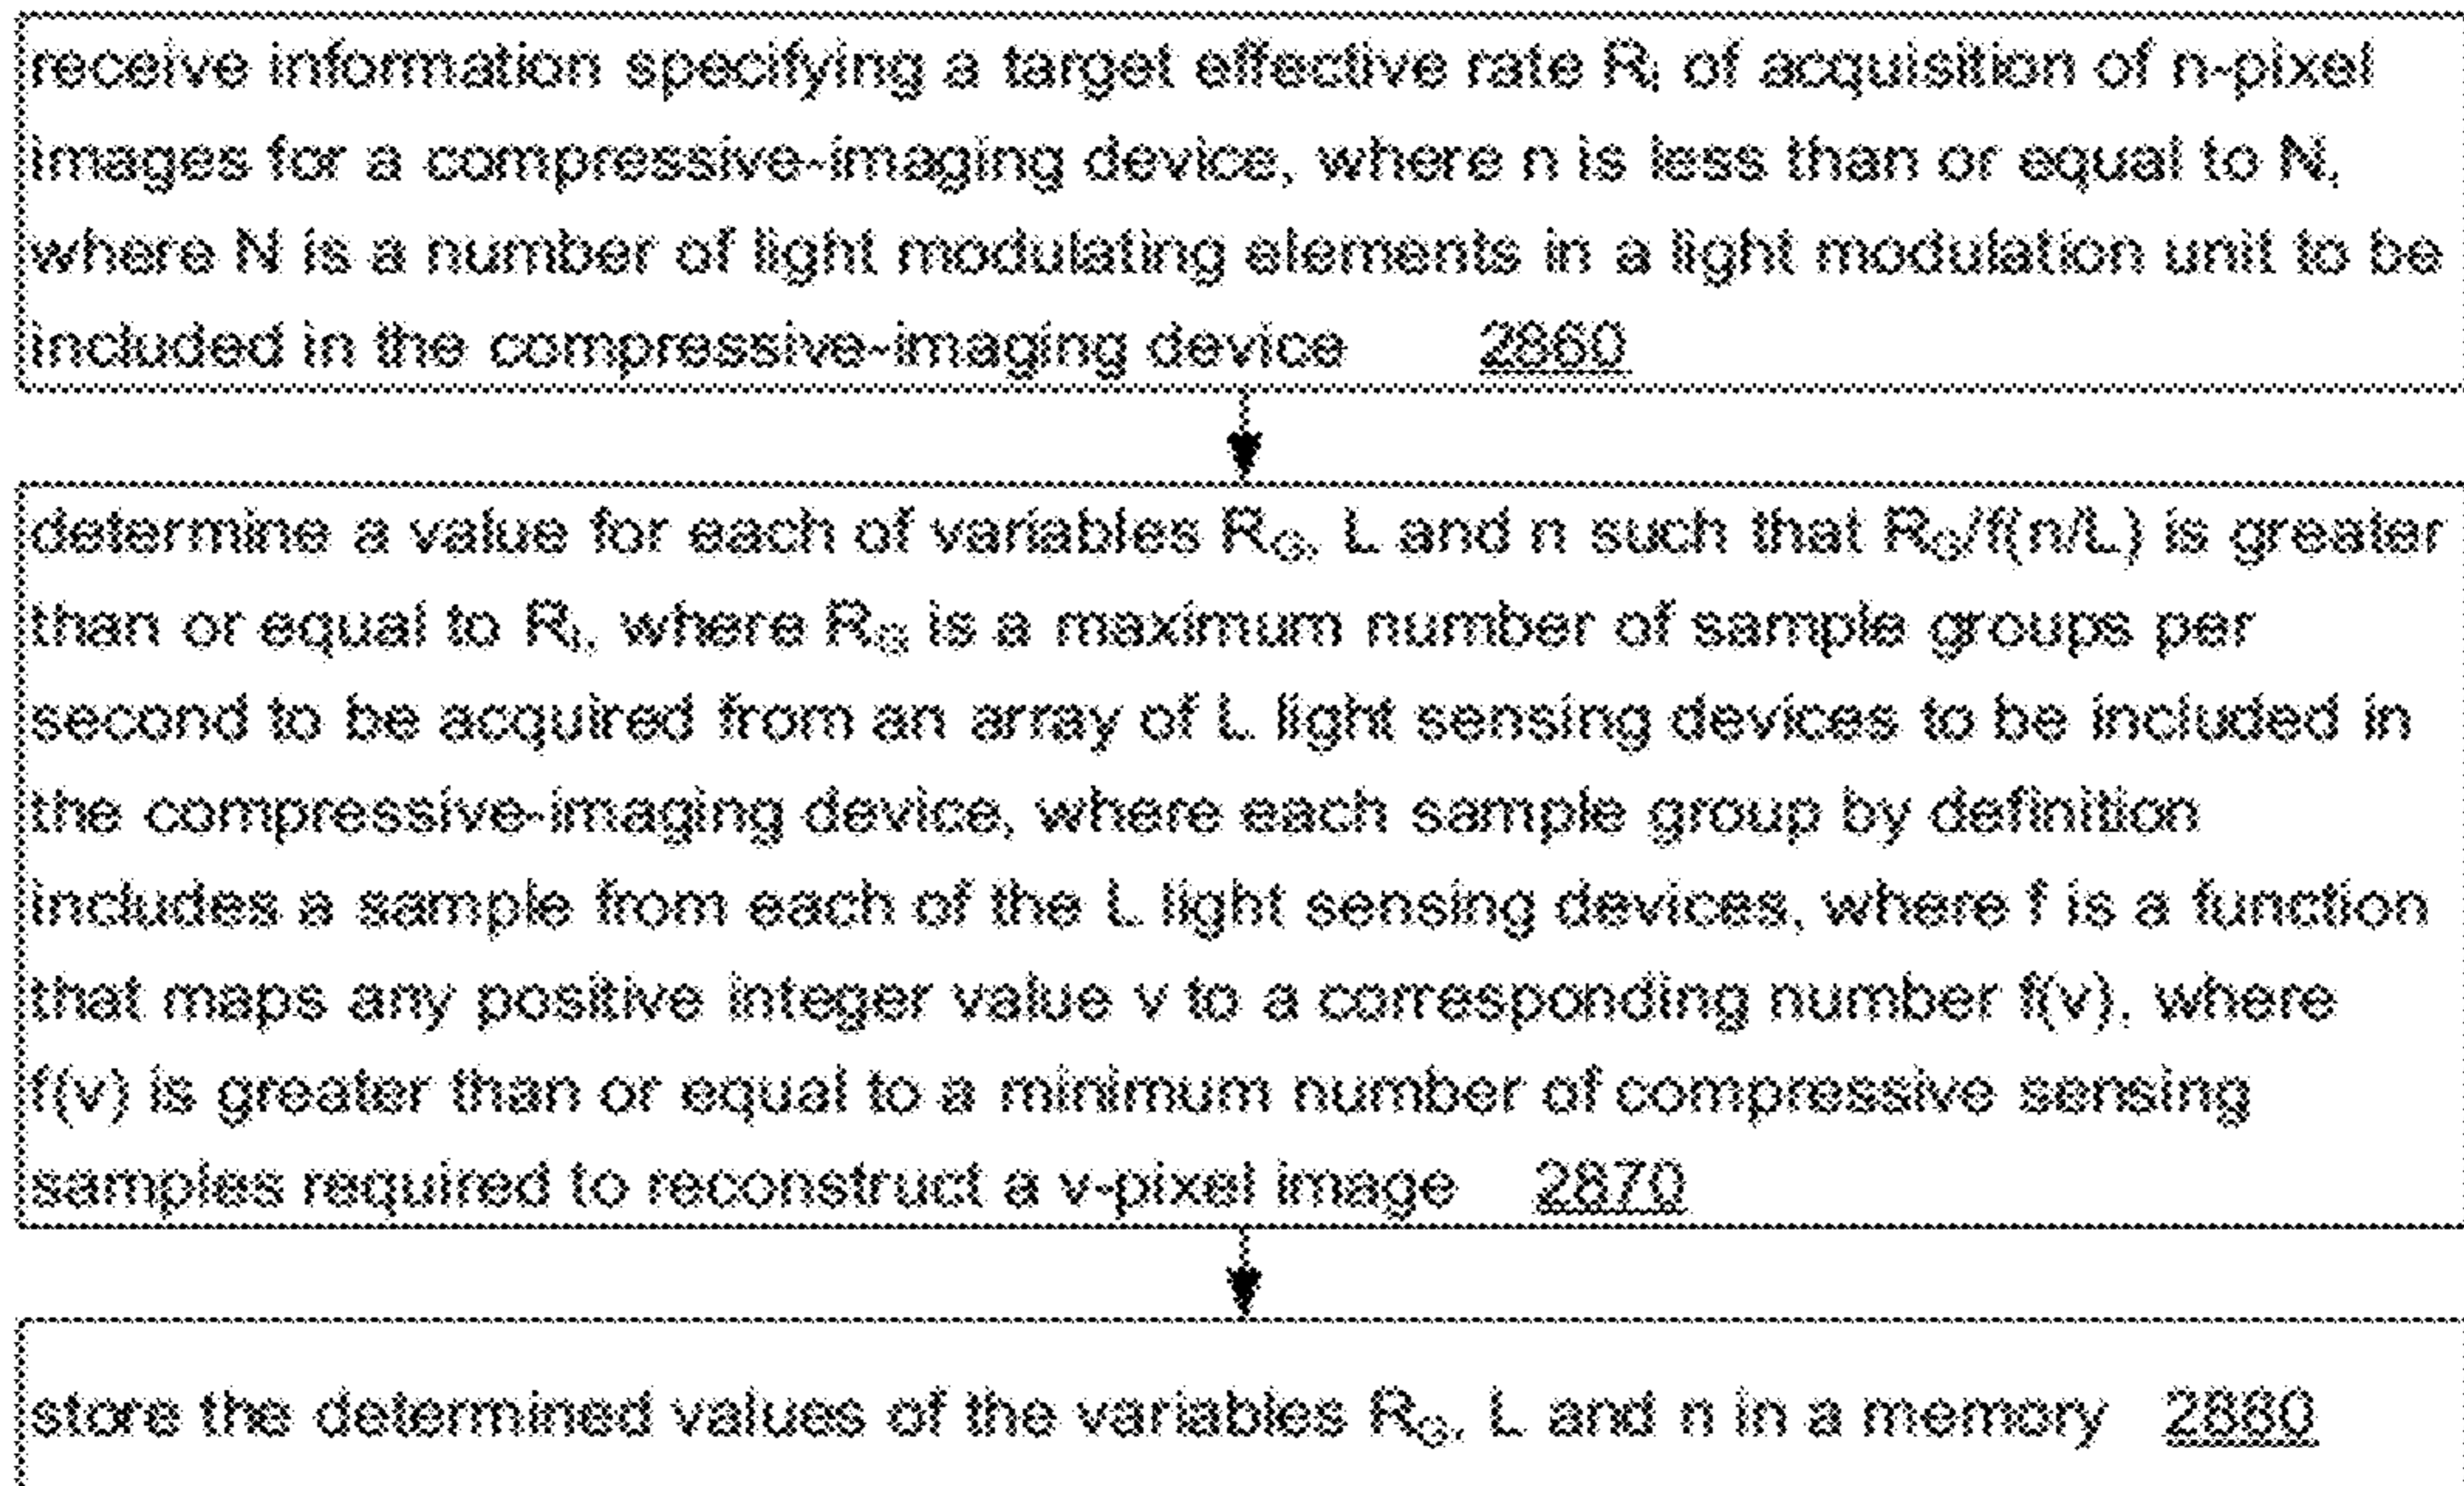 receive information specifying a target effective rate R_I of acquisition of n-pixel
images for a compressive-imaging device, where n is less than or equal to N,
where N is a number of light modulating elements in a light modulation unit to be
included in the compressive-imaging device 2860
determine a value for each of variables R_G, L and n such that R_G/f(n/L) is greater
than or equal to R_I, where R_G is a maximum number of sample groups per
second to be acquired from an array of L light sensing devices to be included in
the compressive-imaging device, where each sample group by definition
includes a sample from each of the L light sensing devices, where f is a function
that maps any positive integer value v to a corresponding number f(v), where
f(v) is greater than or equal to a minimum number of compressive sensing
samples required to reconstruct a v-pixel image 2870
store the determined values of the variables R_G, L and n in a memory 2880